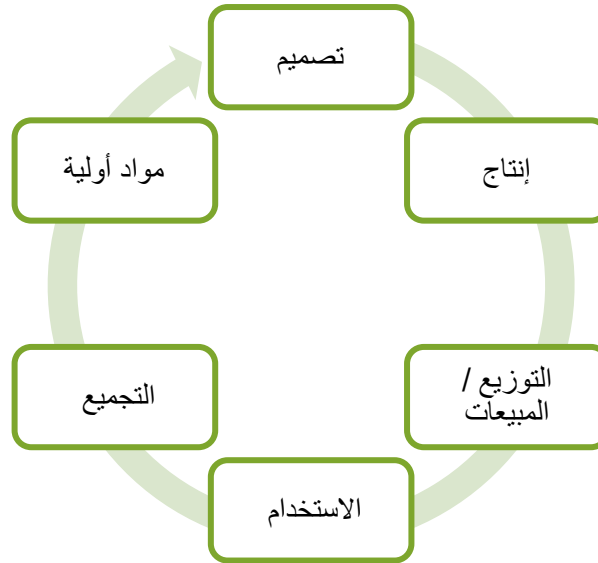 تصميم
إنتاج
التوزيع /
المبيعات
الاستخدام
التجميع
مواد أولية